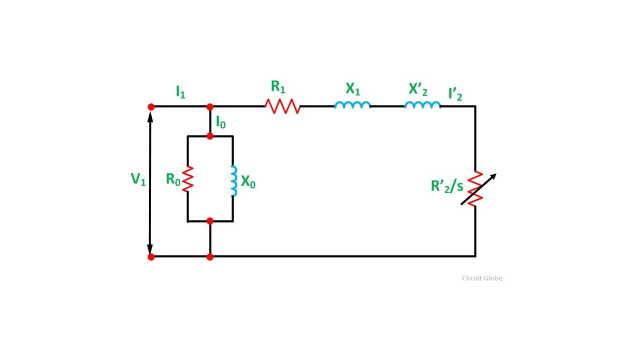 I₁
R₁
X₁
X'₂
I'₂
I₀
V₁
R₀
X₀
R'₂/s
Circuit Globe